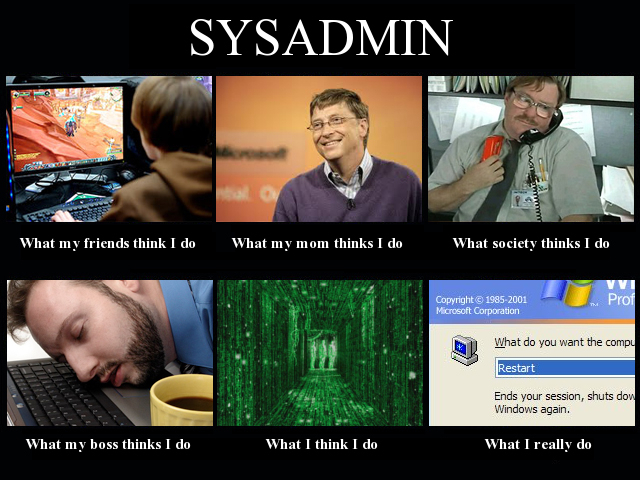 SYSADMIN
Microsoft
What my friends think I do
What my mom thinks I do
What society thinks I do
Copyright © 1985-2001
Microsoft Corporation
What do you want the compu
Restart
Ends your session, shuts dow
Windows again.
What my boss thinks I do
What I think I do
What I really do